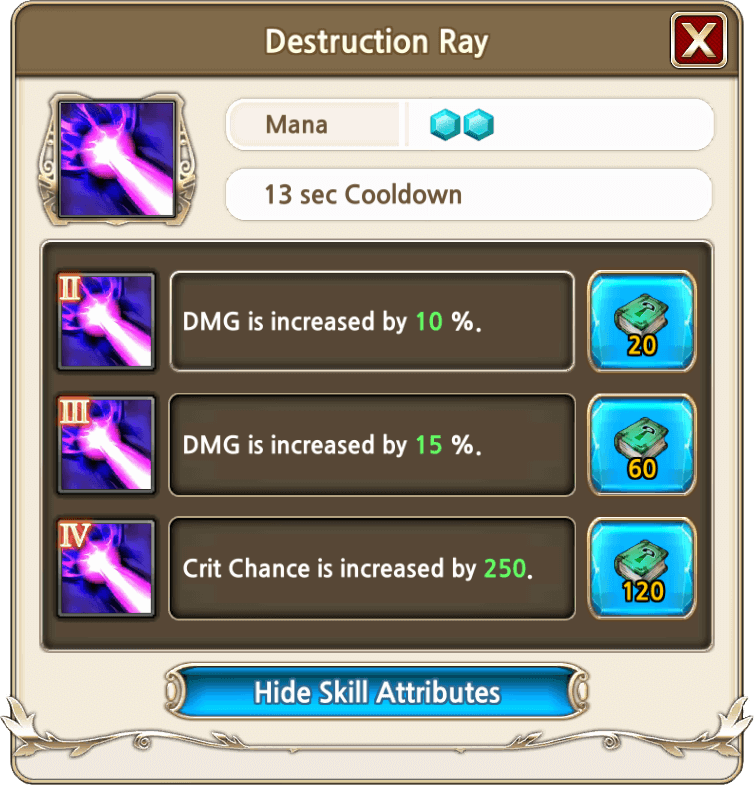 Destruction Ray
X
Mana
13 sec Cooldown
II
DMG is increased by 10 %.
20
III
DMG is increased by 15 %.
60
IV
Crit Chance is increased by 250.
120
Hide Skill Attributes